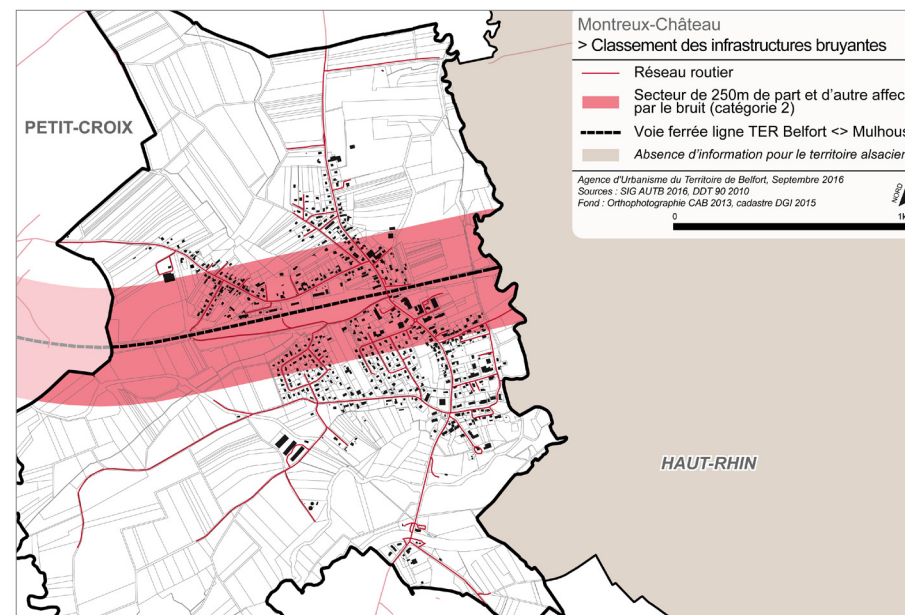 Montreux-Château
> Classement des infrastructures bruyantes
Réseau routier
Secteur de 250m de part et d'autre affec
par le bruit (catégorie 2)
Voie ferrée ligne TER Belfort <> Mulhous
Absence d'information pour le territoire alsacien
Agence d'Urbanisme du Territoire de Belfort, Septembre 2016
Sources : SIG AUTB 2016, DDT 90 2010
Fond : Orthophotographie CAB 2013, cadastre DGI 2015
NORD
0
1k
PETIT-CROIX
HAUT-RHIN